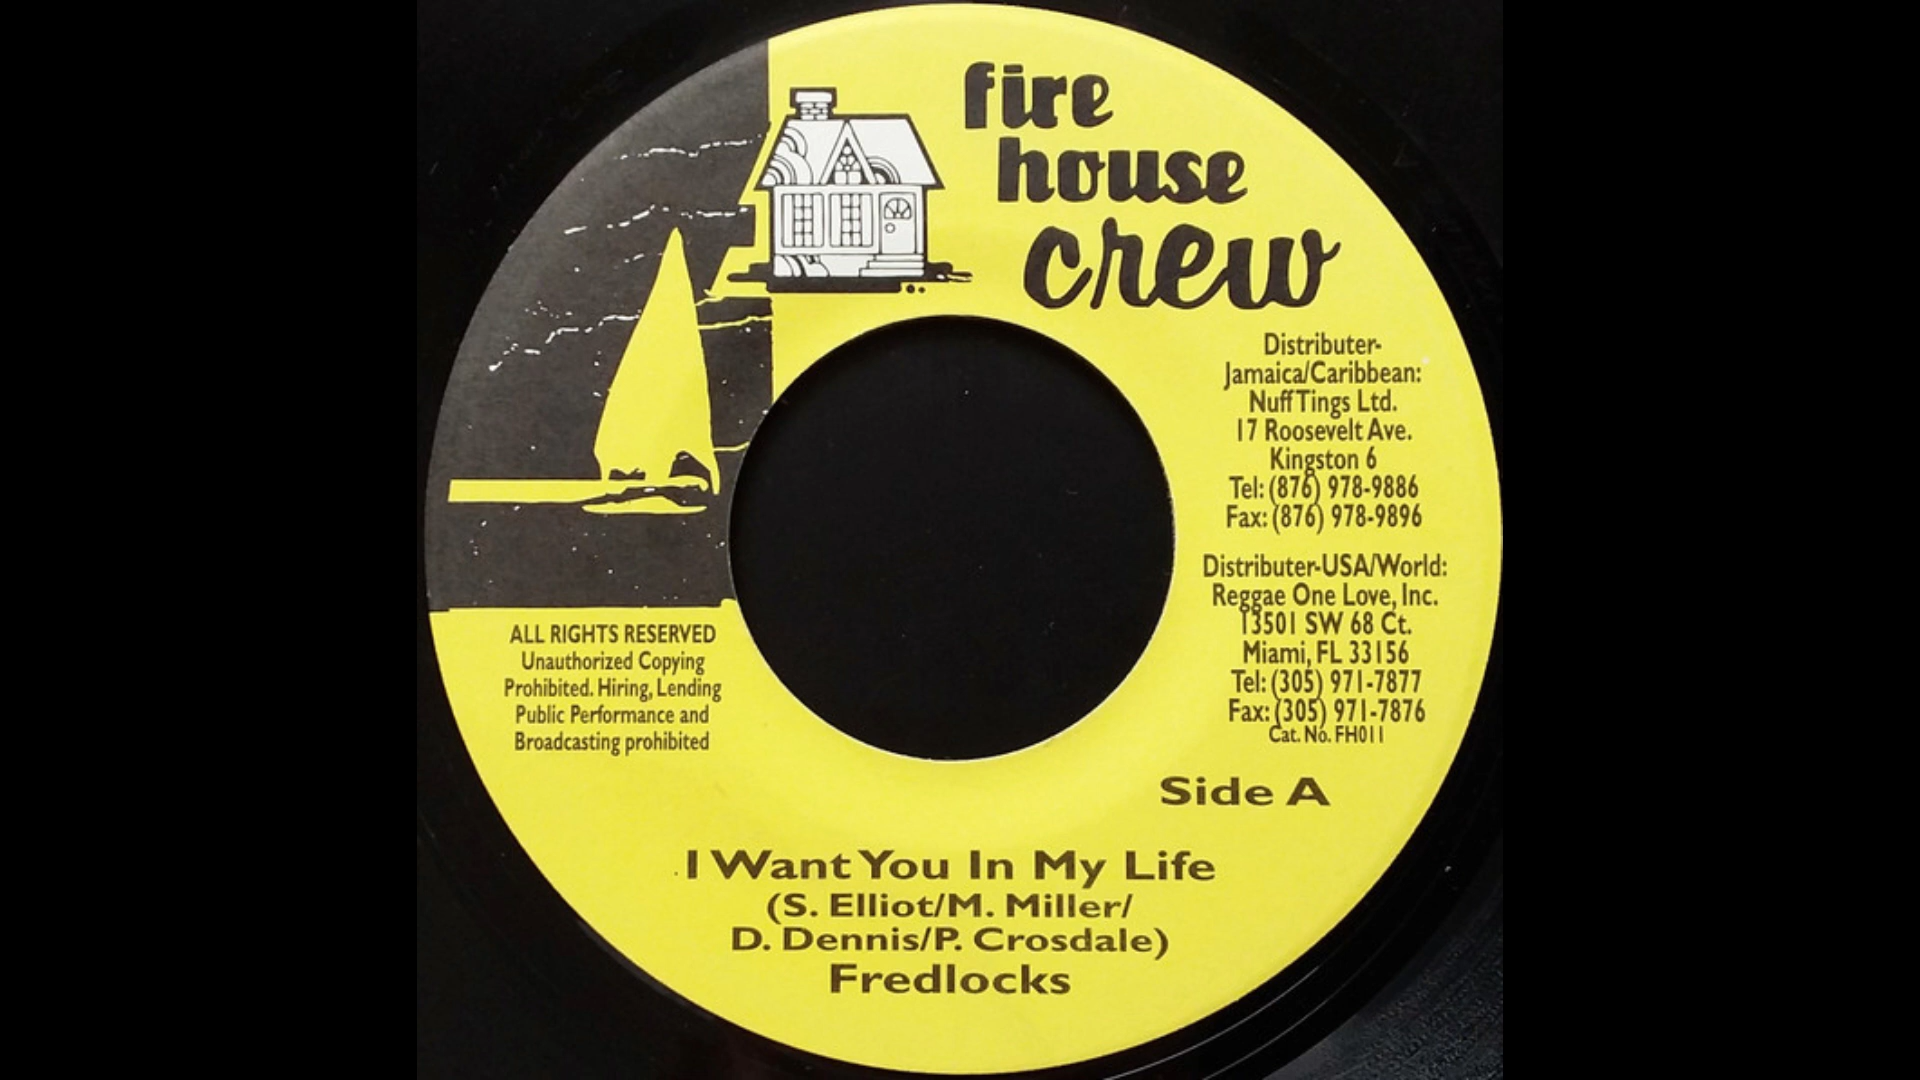 fire
house
crew
Distributer-
Jamaica/Caribbean:
Nuff Tings Ltd.
17 Roosevelt Ave.
Kingston 6
Tel: (876) 978-9886
Fax: (876) 978-9896
Distributer-USA/World:
Reggae One Love, Inc.
13501 SW 68 Ct.
Miami, FL 33156
Tel: (305) 971-7877
Fax: (305) 971-7876
Cat. No. FH011
ALL RIGHTS RESERVED
Unauthorized Copying
Prohibited. Hiring, Lending
Public Performance and
Broadcasting prohibited
Side A
I Want You In My Life
(S. Elliot/M. Miller/
D. Dennis/P. Crosdale)
Fredlocks